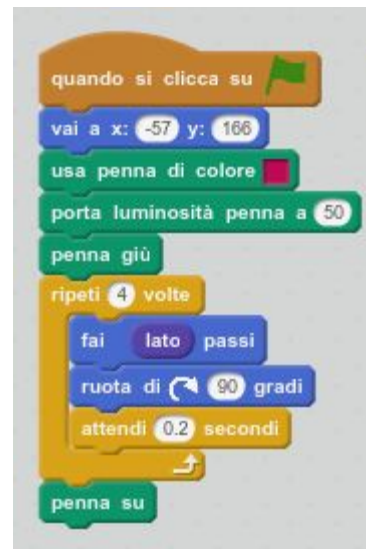 quando si clicca su
vai a x: -57 y: 166
usa penna di colore
porta luminosità penna a 50
penna giù
ripeti 4 volte
fai lato passi
ruota di 90 gradi
attendi 0.2 secondi
penna su